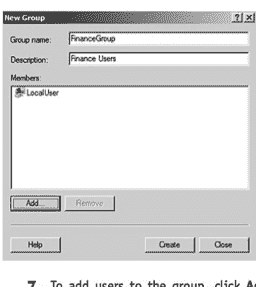 New Group
Group name: FinanceGroup
Description: Finance Users
Members:
LocalUser
Add... Remove
Help Create Close
7. To add users to the group, click